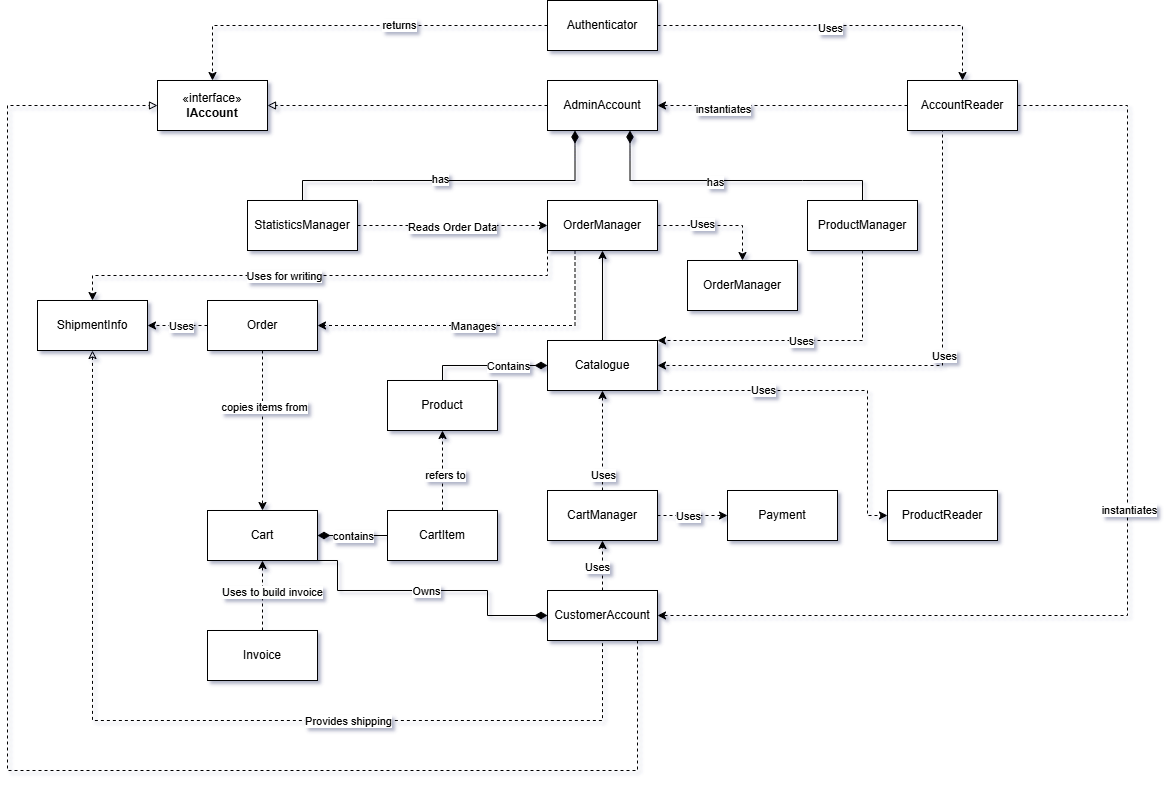 returns
Authenticator
Uses
«interface»
IAccount
AdminAccount
instantiates
AccountReader
has
has
StatisticsManager
Reads Order Data
OrderManager
Uses
ProductManager
Uses for writing
OrderManager
ShipmentInfo
Uses
Order
Manages
Uses
Uses
Contains
Catalogue
Uses
Product
copies items from
refers to
Uses
CartManager
Uses
Payment
ProductReader
instantiates
Cart
contains
CartItem
Uses
Uses to build invoice
Owns
CustomerAccount
Invoice
Provides shipping